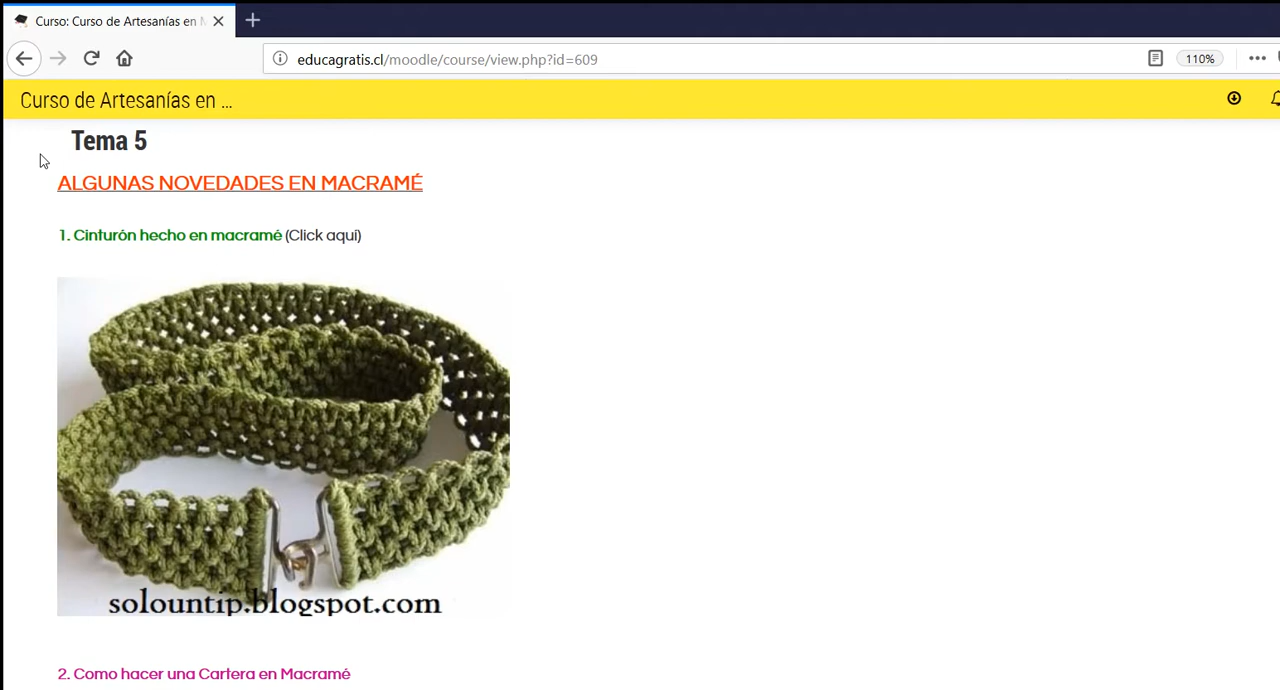 Curso: Curso de Artesanías en M
educagratis.cl/moodle/course/view.php?id=609
110%
Curso de Artesanías en ...
Tema 5
ALGUNAS NOVEDADES EN MACRAMÉ
1. Cinturón hecho en macramé (Click aquí)
solountip.blogspot.com
2. Como hacer una Cartera en Macramé